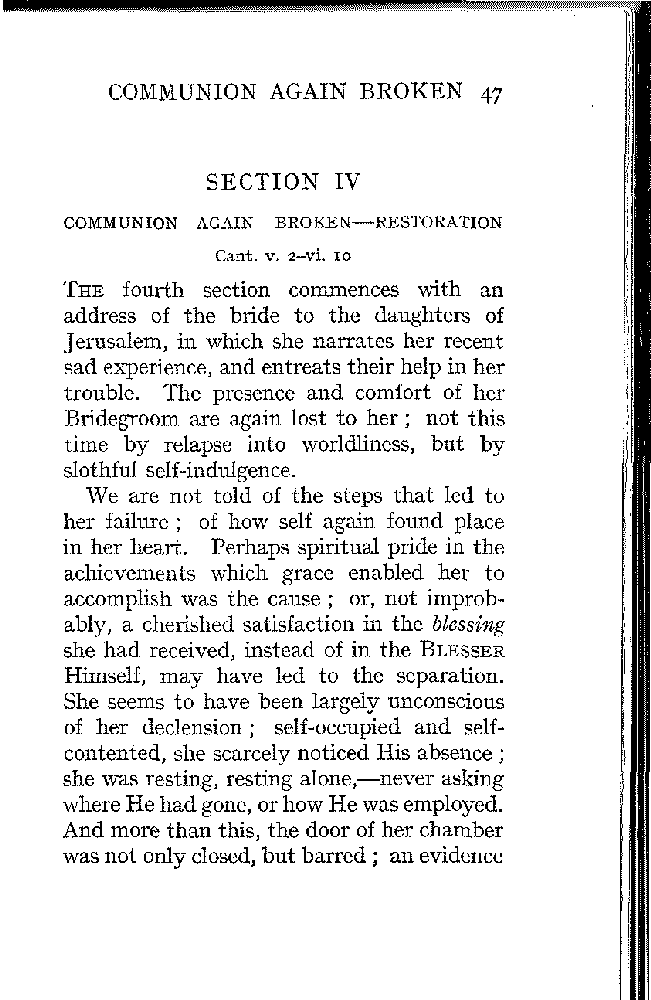 COMMUNION AGAIN BROKEN 47
SECTION IV
COMMUNION AGAIN BROKEN—RESTORATION
Cant. v. 2–vi. 10
THE fourth section commences with an
address of the bride to the daughters of
Jerusalem, in which she narrates her recent
sad experience, and entreats their help in her
trouble. The presence and comfort of her
Bridegroom are again lost to her ; not this
time by relapse into worldliness, but by
slothful self-indulgence.
We are not told of the steps that led to
her failure ; of how self again found place
in her heart. Perhaps spiritual pride in the
achievements which grace enabled her to
accomplish was the cause ; or, not improb-
ably, a cherished satisfaction in the blessing
she had received, instead of in the BLESSER
Himself, may have led to the separation.
She seems to have been largely unconscious
of her declension ; self-occupied and self-
contented, she scarcely noticed His absence ;
she was resting, resting alone,—never asking
where He had gone, or how He was employed.
And more than this, the door of her chamber
was not only closed, but barred ; an evidence